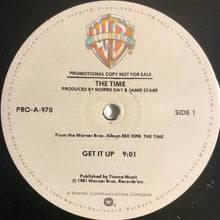 WB
RECORDS
PROMOTIONAL COPY NOT FOR SALE
THE TIME
PRODUCED BY MORRIS DAY & JAMIE STARR
PRO-A-970
SIDE 1
From the Warner Bros. Album BSK 3598 THE TIME
GET IT UP 9:01
Published by Tionna Music
℗ 1981 Warner Bros. Records Inc.
a Warner Communications Company